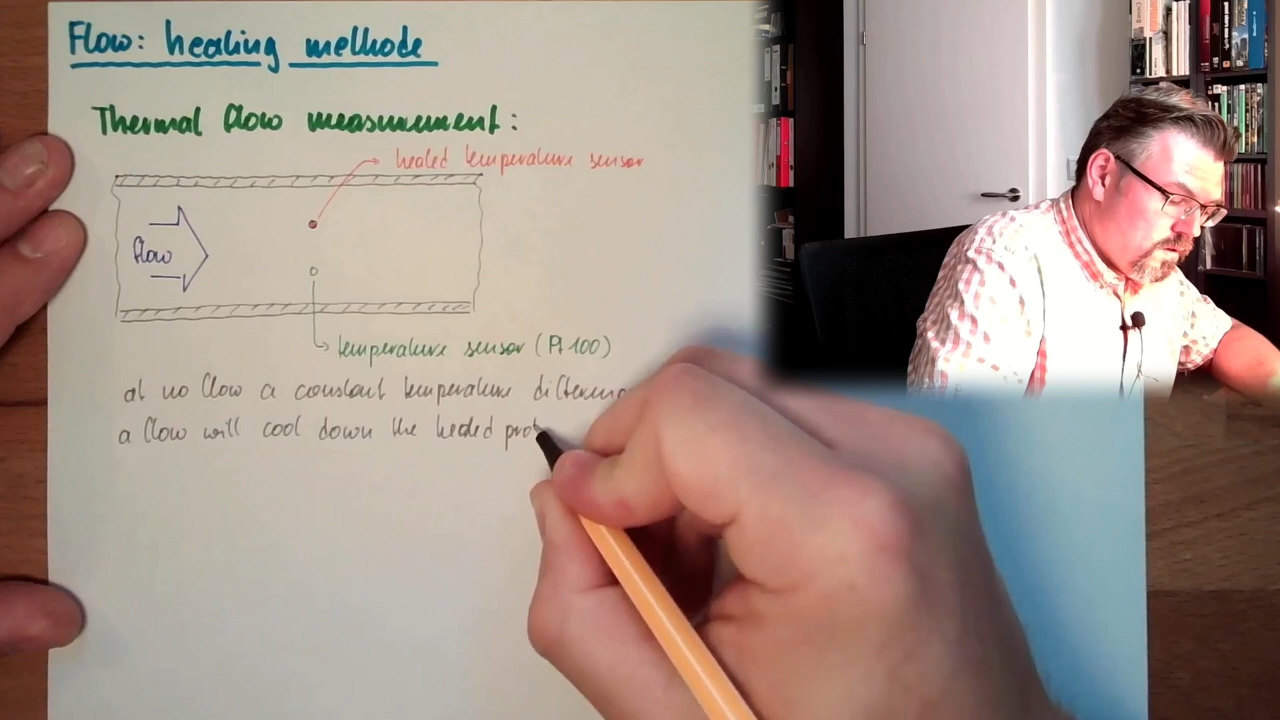 Flow: heating methode
Thermal flow measurement:
heated temperature sensor
flow
temperature sensor (Pt 100)
at no flow a constant temperature
a flow will cool down the heated